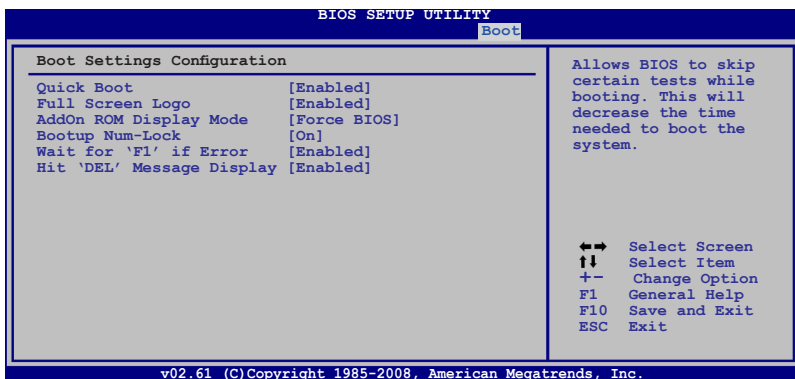 BIOS SETUP UTILITY
Boot
Boot Settings Configuration
Quick Boot [Enabled]
Full Screen Logo [Enabled]
AddOn ROM Display Mode [Force BIOS]
Bootup Num-Lock [On]
Wait for ‘F1’ if Error [Enabled]
Hit ‘DEL’ Message Display [Enabled]
Allows BIOS to skip
certain tests while
booting. This will
decrease the time
needed to boot the
system.
←→ Select Screen
↑↓ Select Item
+- Change Option
F1 General Help
F10 Save and Exit
ESC Exit
v02.61 (C)Copyright 1985-2008, American Megatrends, Inc.